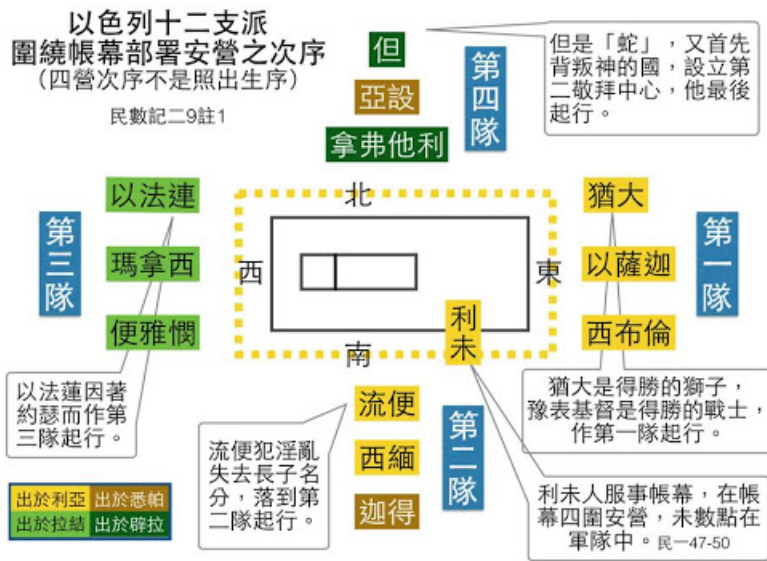 以色列十二支派
圍繞帳幕部署安營之次序
（四營次序不是照出生序）
民數記二9註1
但
亞設
拿弗他利
第四隊
但是「蛇」，又首先
背叛神的國，設立第
二敬拜中心，他最後
起行。
以法連
瑪拿西
便雅憫
第三隊
以法蓮因著
約瑟而作第
三隊起行。
北
西
東
南
利未
猶大
以薩迦
西布倫
第一隊
猶大是得勝的獅子，
豫表基督是得勝的戰士，
作第一隊起行。
流便
西緬
迦得
第二隊
流便犯淫亂
失去長子名
分，落到第
二隊起行。
利未人服事帳幕，在帳
幕四圍安營，未數點在
軍隊中。民一47-50
出於利亞 出於悉帕
出於拉結 出於辟拉